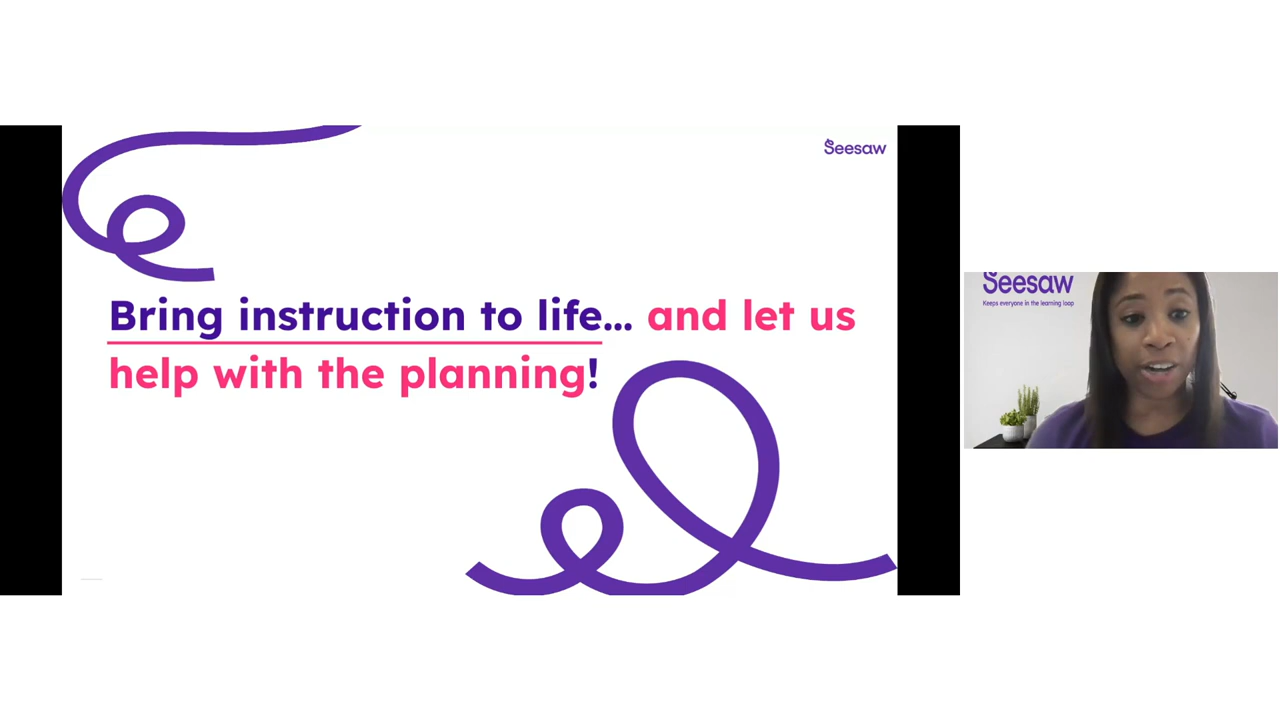 Seesaw
Bring instruction to life... and let us
help with the planning!
Seesaw
Keeps everyone in the learning loop